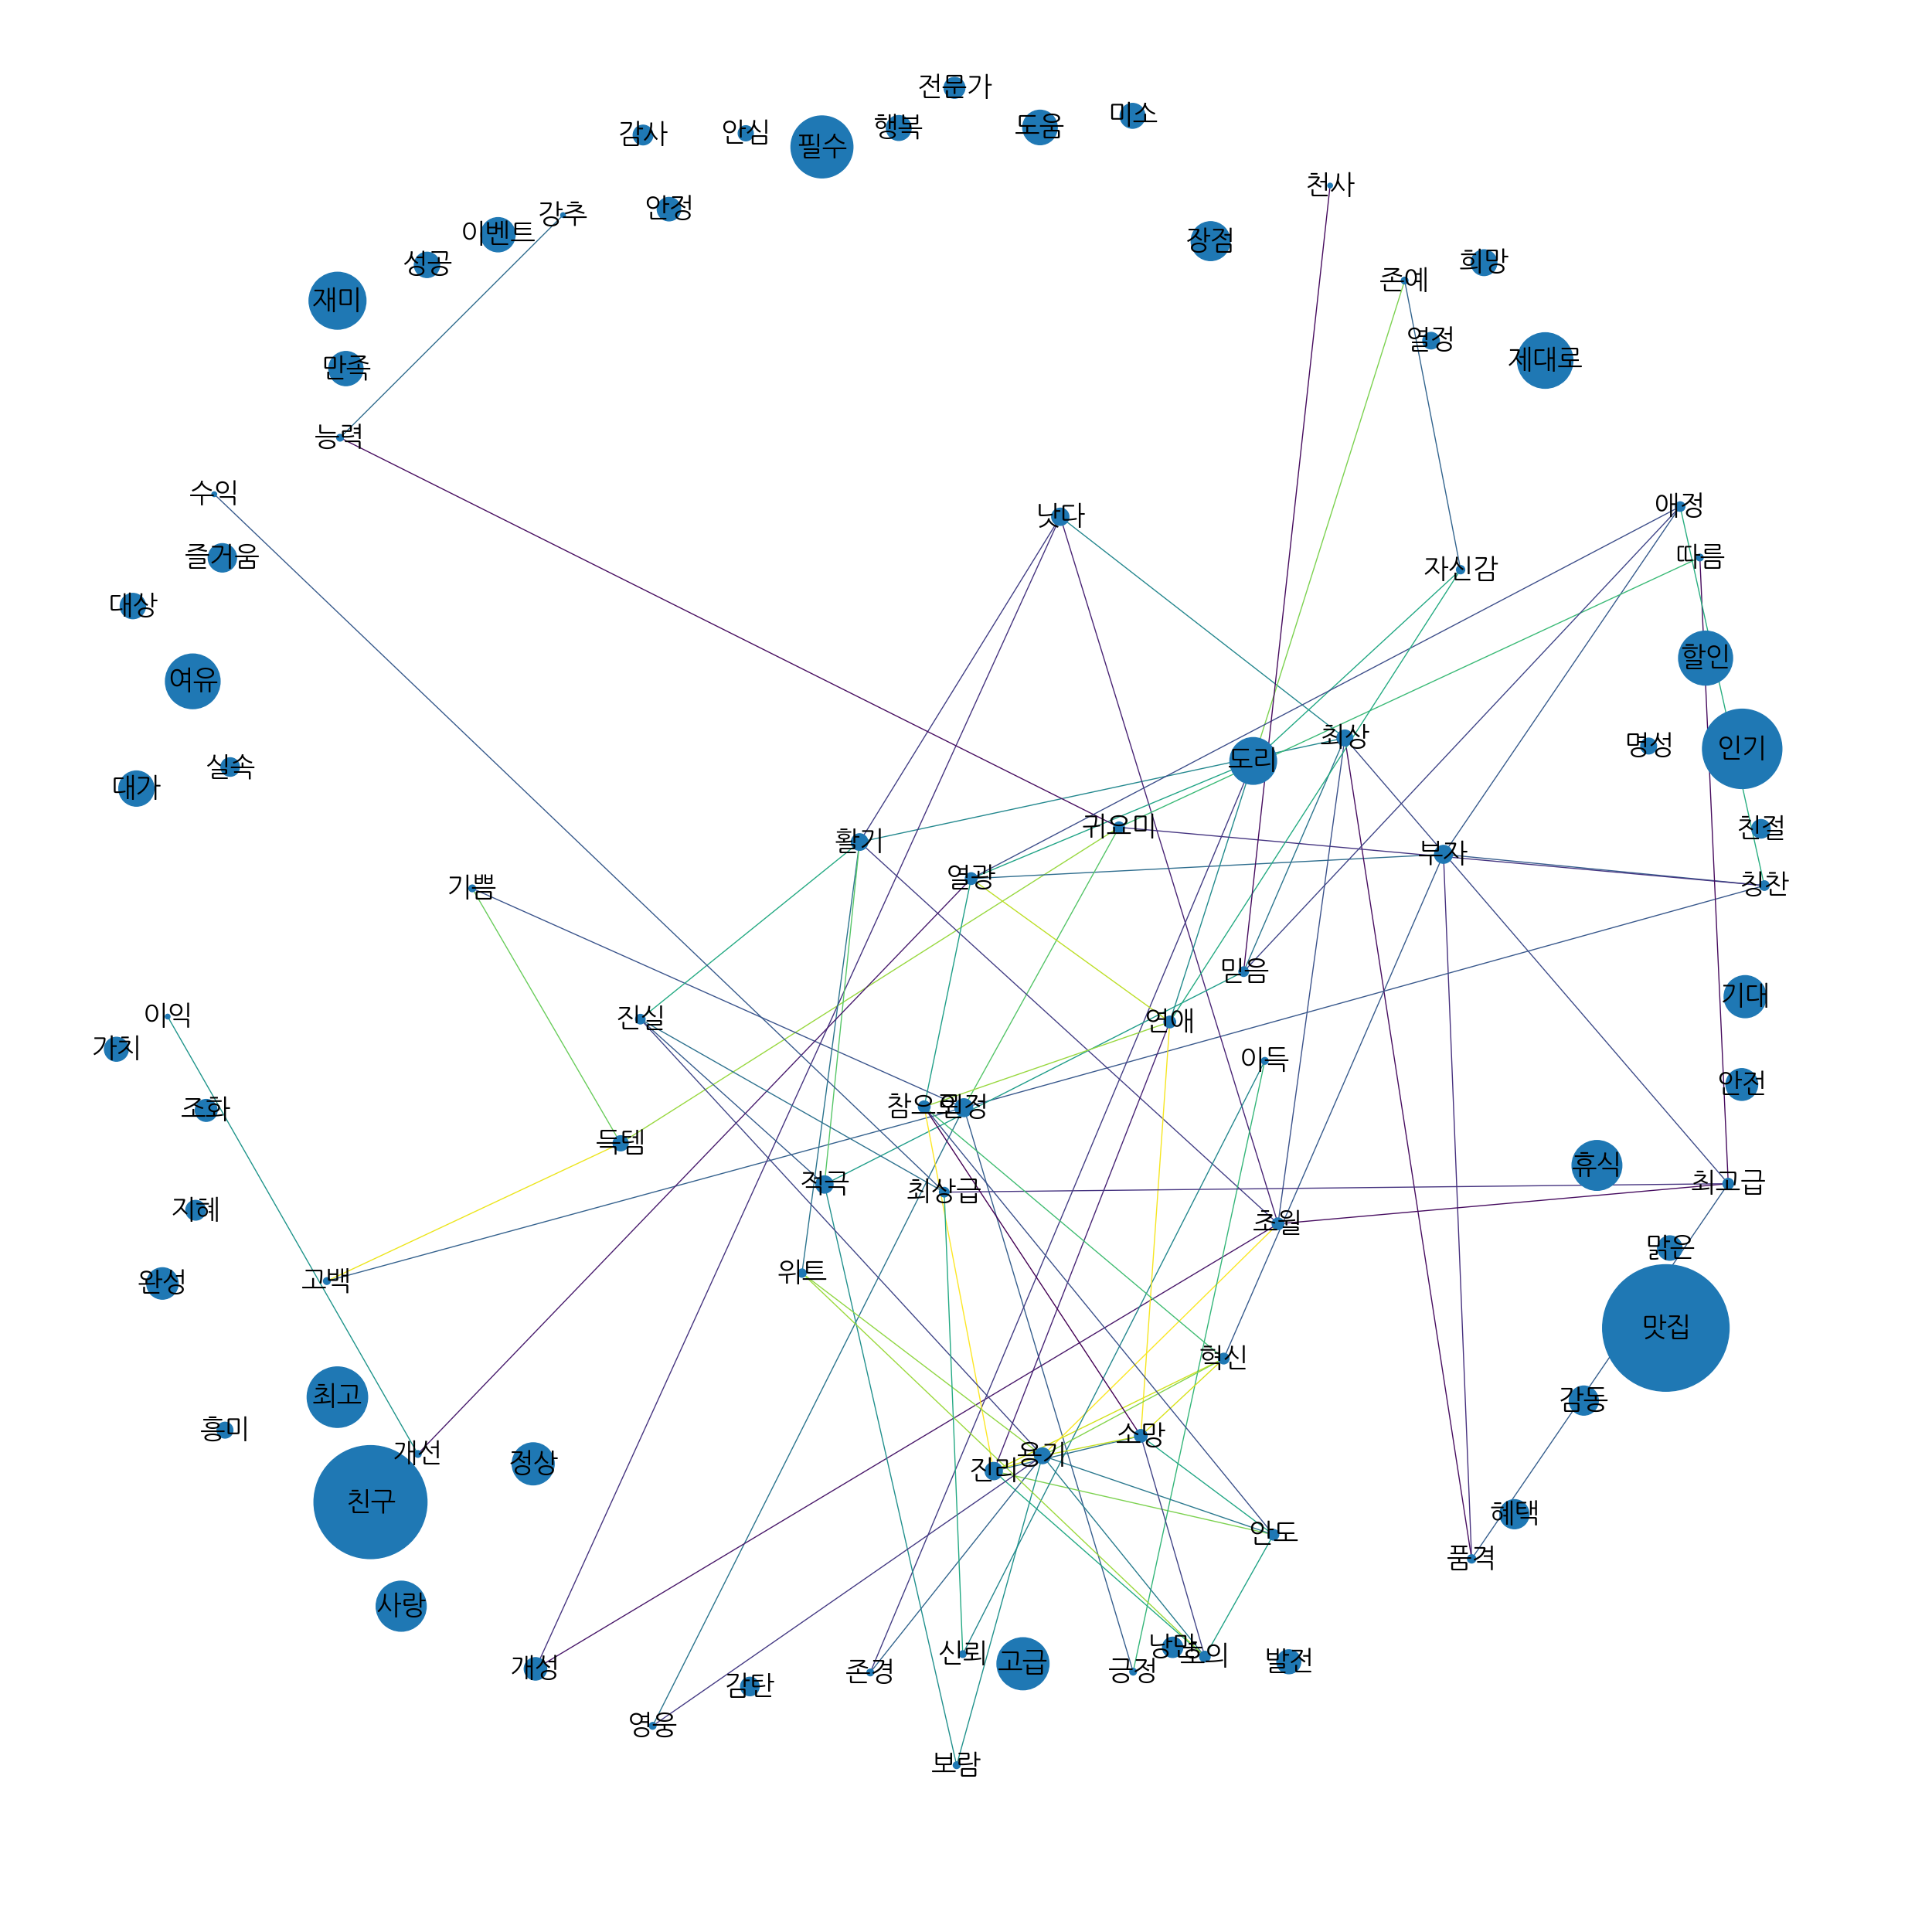 전문가
미소
행복
도움
감사
안심
필수
천사
안정
강추
이벤트
장점
성공
희망
존예
재미
열정
제대로
만족
능력
수익
애정
낫다
즐거움
따름
자신감
대상
할인
여유
최상
명성
인기
도리
실속
대가
귀요미
친절
활기
부자
열광
칭찬
기쁨
믿음
기대
이익
진실
연애
가치
이득
안전
조화
참으로
득템
휴식
적극
최고급
최상급
지혜
초월
맑은
위트
고백
완성
맛집
혁신
최고
감동
흥미
소망
개선
용기
정상
진리
친구
혜택
안도
품격
사랑
낭만
신뢰
발전
고급
개성
존경
긍정
감탄
영웅
보람